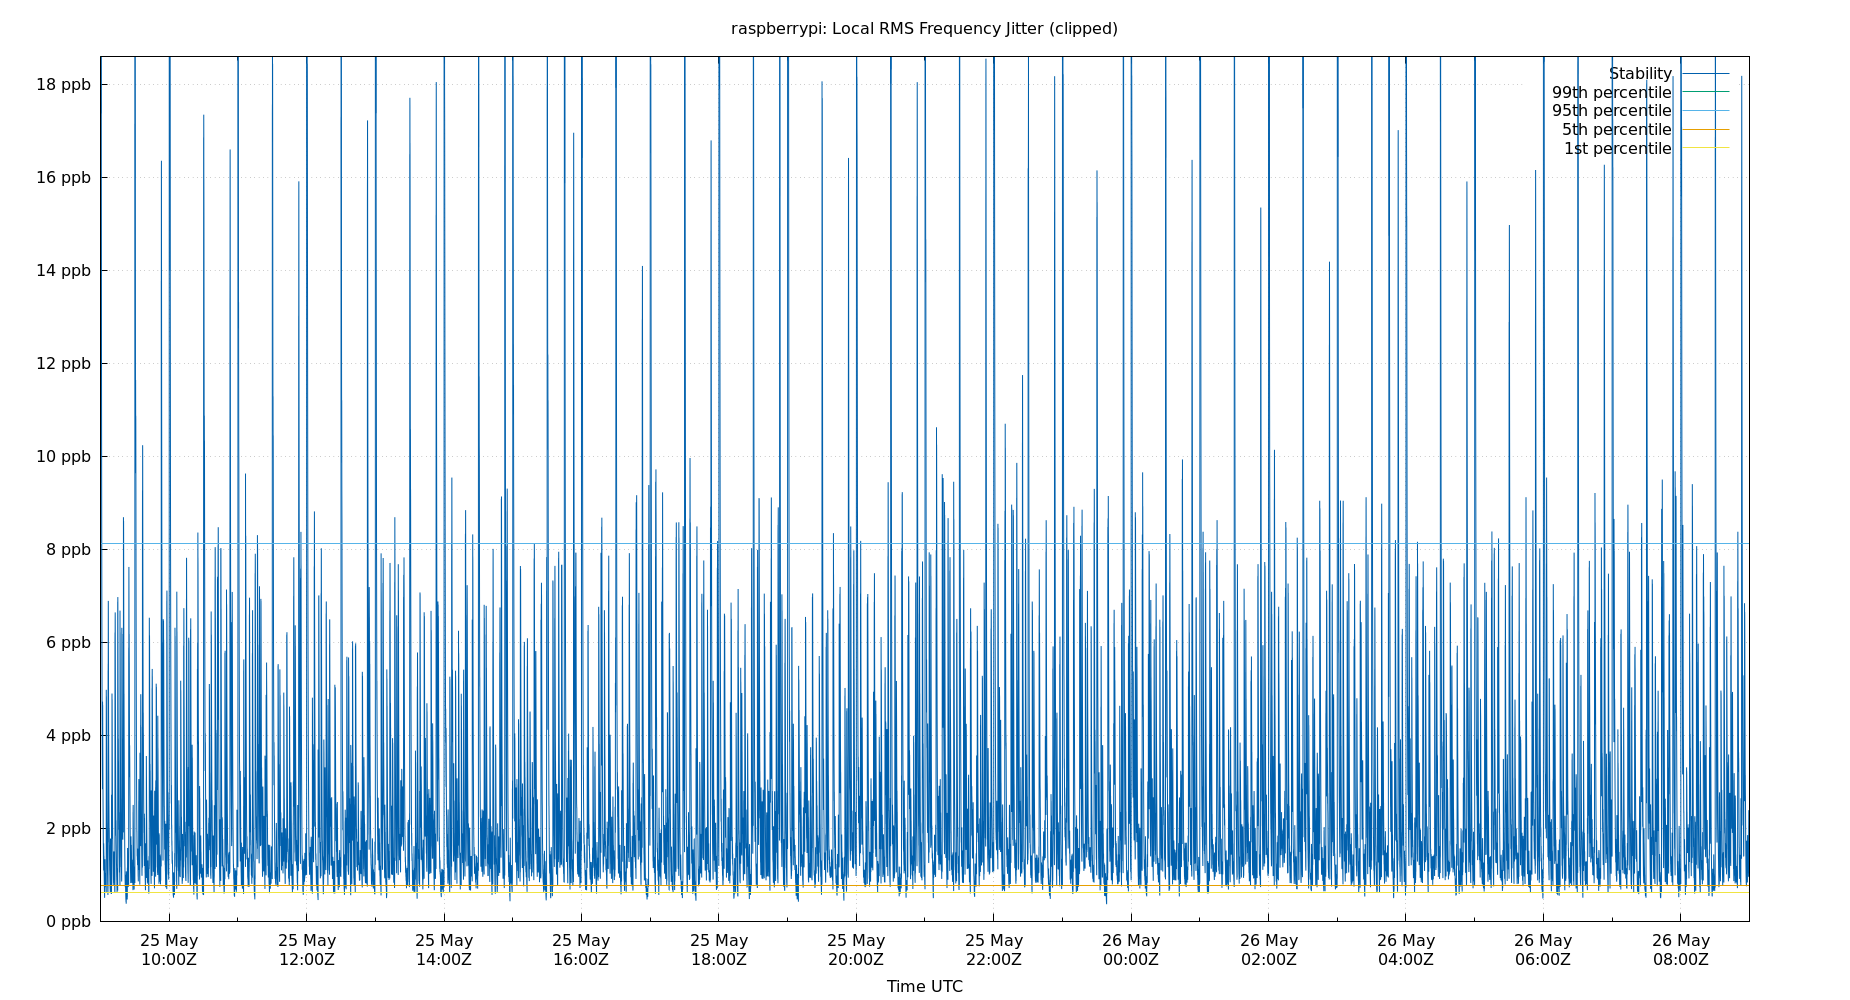 raspberrypi: Local RMS Frequency Jitter (clipped)
Stability
99th percentile
95th percentile
5th percentile
1st percentile
18 ppb
16 ppb
14 ppb
12 ppb
10 ppb
8 ppb
6 ppb
4 ppb
2 ppb
0 ppb
25 May 25 May 25 May 25 May 25 May 25 May 25 May 26 May 26 May 26 May 26 May 26 May
10:00Z 12:00Z 14:00Z 16:00Z 18:00Z 20:00Z 22:00Z 00:00Z 02:00Z 04:00Z 06:00Z 08:00Z
Time UTC